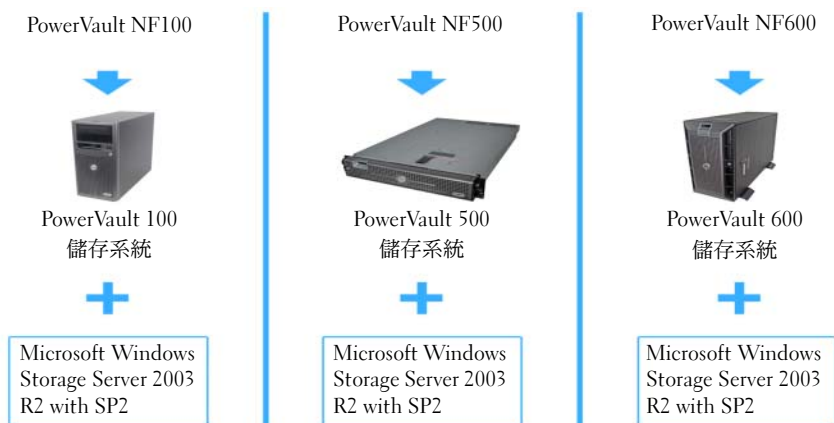 PowerVault NF100
PowerVault 100
儲存系統
Microsoft Windows
Storage Server 2003
R2 with SP2
PowerVault NF500
PowerVault 500
儲存系統
Microsoft Windows
Storage Server 2003
R2 with SP2
PowerVault NF600
PowerVault 600
儲存系統
Microsoft Windows
Storage Server 2003
R2 with SP2